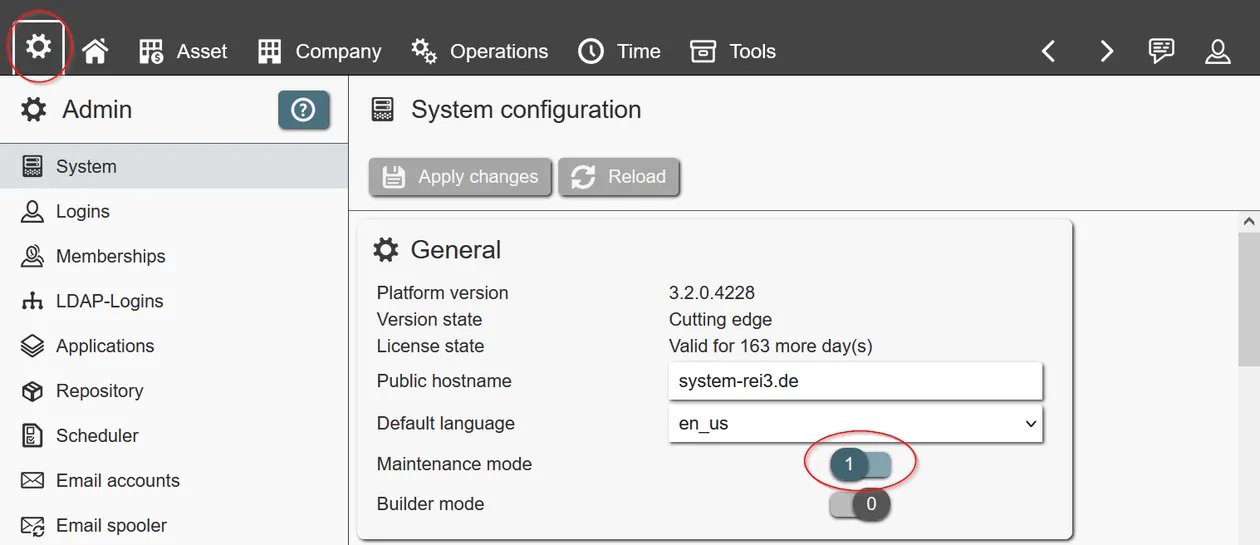 Asset Company Operations Time Tools
Admin
System
Logins
Memberships
LDAP-Logins
Applications
Repository
Scheduler
Email accounts
Email spooler
System configuration
Apply changes Reload
General
Platform version 3.2.0.4228
Version state Cutting edge
License state Valid for 163 more day(s)
Public hostname system-rei3.de
Default language en_us
Maintenance mode 1
Builder mode 0